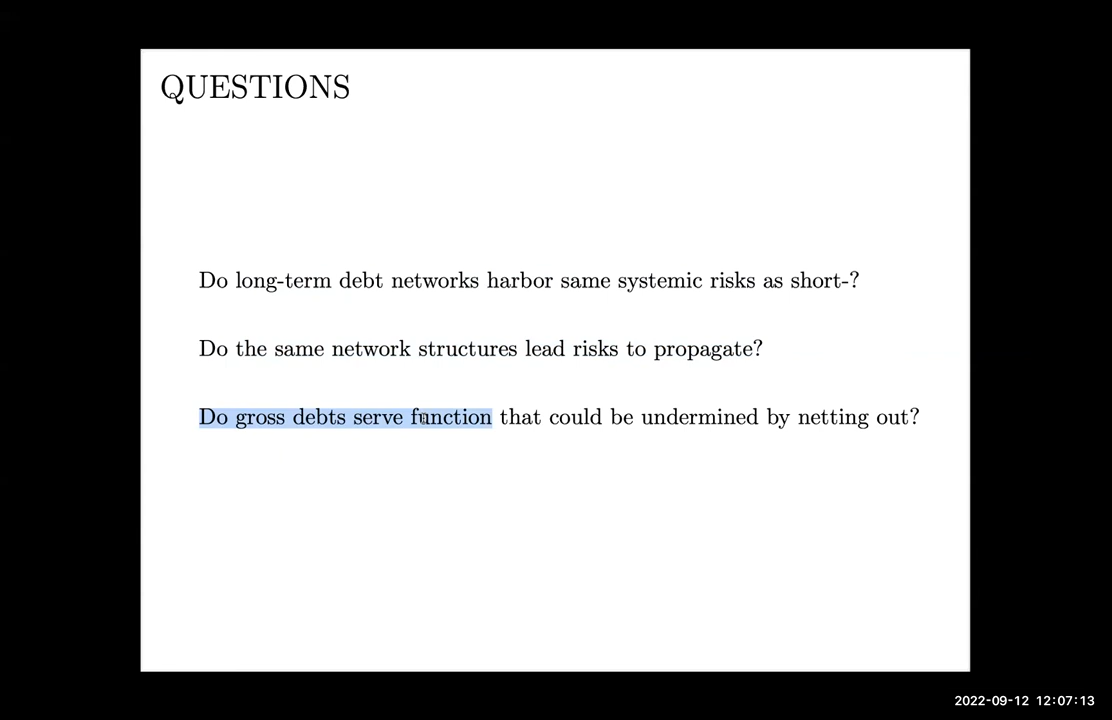 QUESTIONS
Do long-term debt networks harbor same systemic risks as short-?
Do the same network structures lead risks to propagate?
Do gross debts serve function that could be undermined by netting out?
2022-09-12 12:07:13